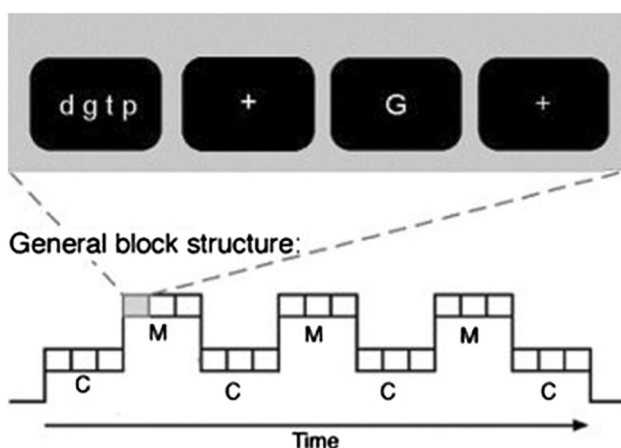 d g t p + G +
General block structure:
M M M
C C C C
Time